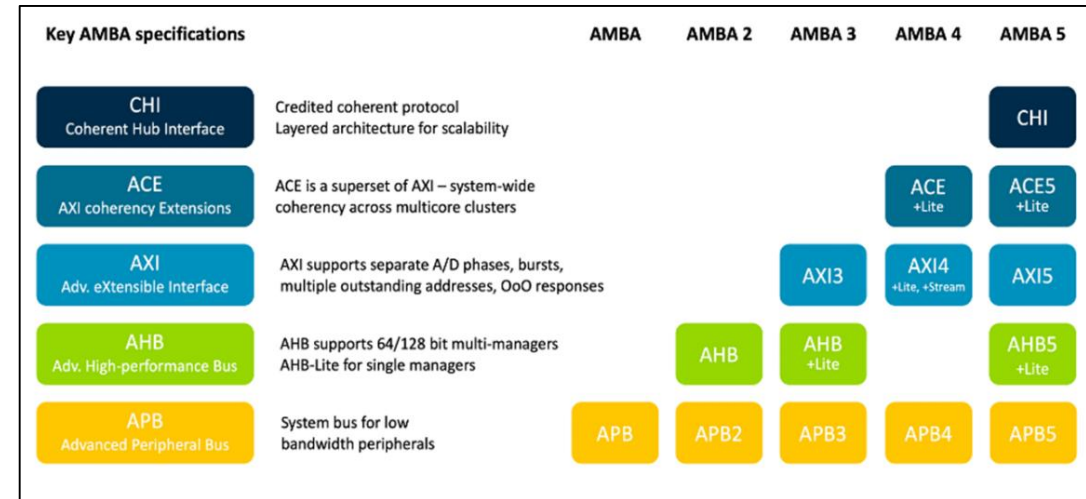 Key AMBA specifications AMBA AMBA 2 AMBA 3 AMBA 4 AMBA 5
CHI
Coherent Hub Interface
Credited coherent protocol
Layered architecture for scalability
CHI
ACE
AXI coherency Extensions
ACE is a superset of AXI – system-wide
coherency across multicore clusters
ACE
+Lite
ACE5
+Lite
AXI
Adv. eXtensible Interface
AXI supports separate A/D phases, bursts,
multiple outstanding addresses, OoO responses
AXI3
AXI4
+Lite, +Stream
AXI5
AHB
Adv. High-performance Bus
AHB supports 64/128 bit multi-managers
AHB-Lite for single managers
AHB
AHB
+Lite
AHB5
+Lite
APB
Advanced Peripheral Bus
System bus for low
bandwidth peripherals
APB
APB2
APB3
APB4
APB5